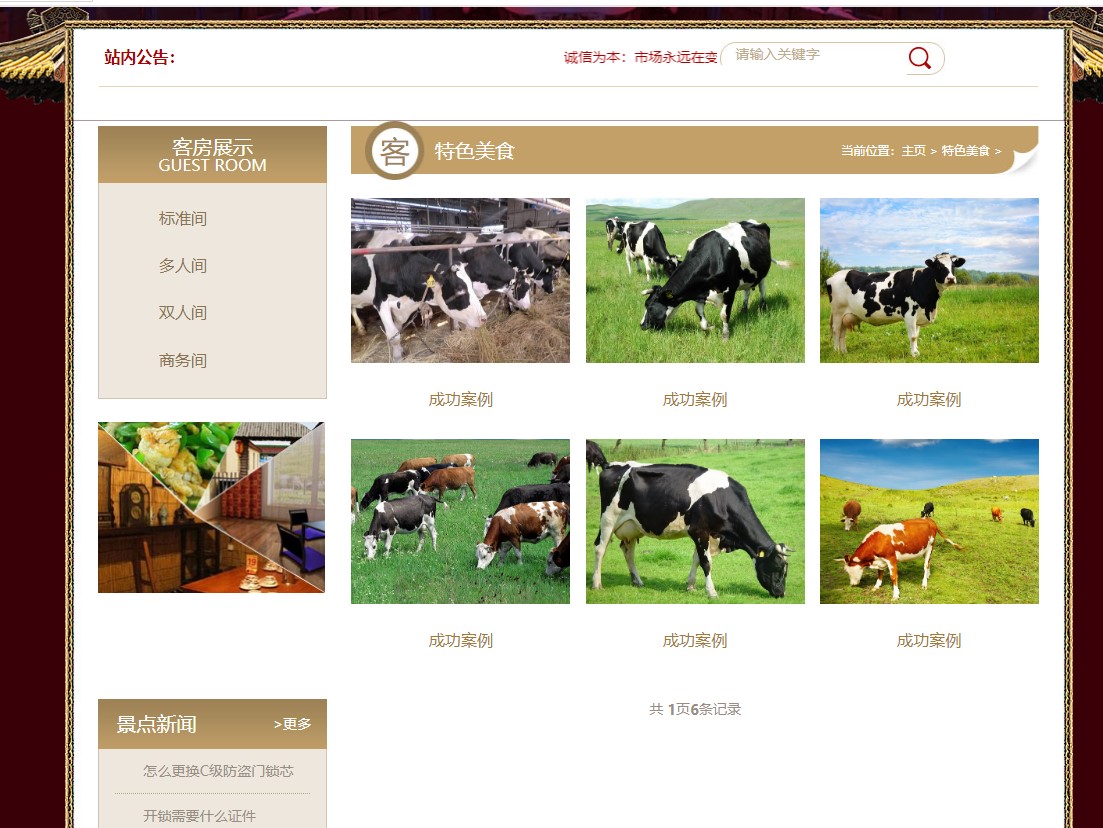 站内公告：
诚信为本：市场永远在变
请输入关键字
客房展示
GUEST ROOM
标准间
多人间
双人间
商务间
客
特色美食
当前位置：主页 > 特色美食 >
成功案例
成功案例
成功案例
成功案例
成功案例
成功案例
共 1页6条记录
景点新闻
>更多
怎么更换C级防盗门锁芯
开锁需要什么证件